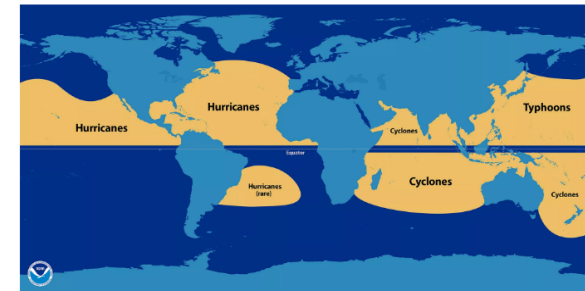 Hurricanes
Hurricanes
Typhoons
Cyclones
Equator
Cyclones
Hurricanes
(rare)
Cyclones